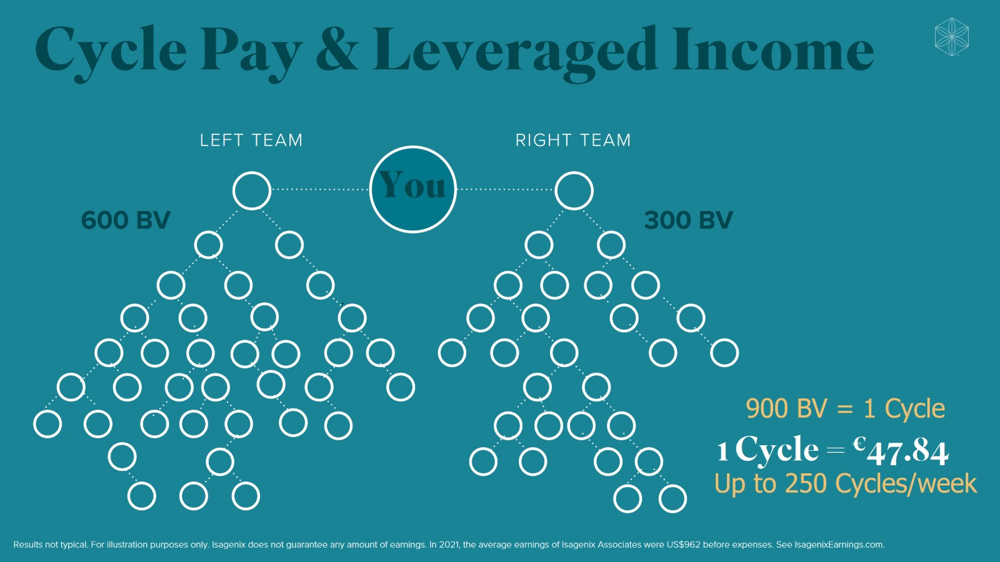 Cycle Pay & Leveraged Income
LEFT TEAM
RIGHT TEAM
You
600 BV
300 BV
900 BV = 1 Cycle
1 Cycle = €47.84
Up to 250 Cycles/week
Results not typical. For illustration purposes only. Isagenix does not guarantee any amount of earnings. In 2021, the average earnings of Isagenix Associates were US$962 before expenses. See IsagenixEarnings.com.